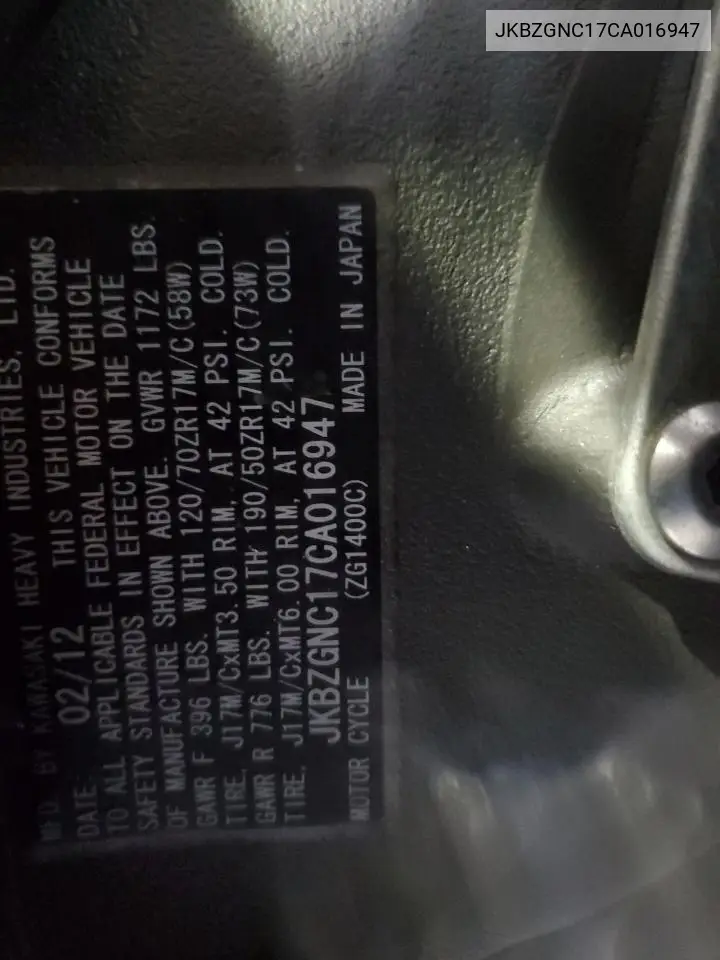 JKBZGNC17CA016947
MFD. BY KAWASAKI HEAVY INDUSTRIES, LTD.
DATE: 02/12 THIS VEHICLE CONFORMS
TO ALL APPLICABLE FEDERAL MOTOR VEHICLE
SAFETY STANDARDS IN EFFECT ON THE DATE
OF MANUFACTURE SHOWN ABOVE. GVWR 1172 LBS.
GAWR F 396 LBS. WITH 120/70ZR17M/C(58W)
TIRE, J17M/CxMT3.50 RIM, AT 42 PSI. COLD.
GAWR R 776 LBS. WITH 190/50ZR17M/C(73W)
TIRE, J17M/CxMT6.00 RIM, AT 42 PSI. COLD.
JKBZGNC17CA016947
MOTOR CYCLE (ZG1400C) MADE IN JAPAN